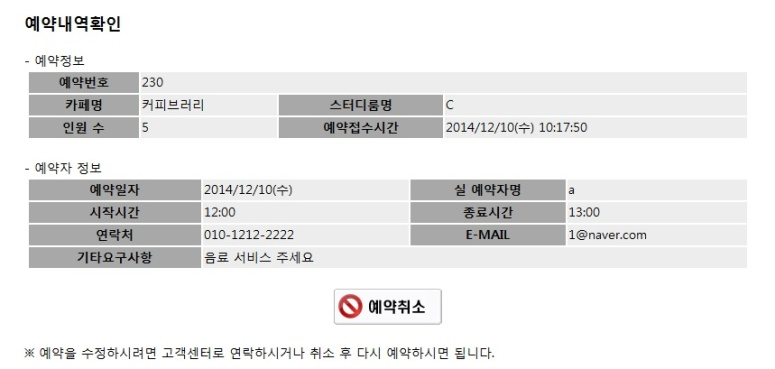 예약내역확인
- 예약정보
예약번호 230
카페명 커피브러리 스터디룸명 C
인원 수 5 예약접수시간 2014/12/10(수) 10:17:50
- 예약자 정보
예약일자 2014/12/10(수) 실 예약자명 a
시작시간 12:00 종료시간 13:00
연락처 010-1212-2222 E-MAIL 1@naver.com
기타요구사항 음료 서비스 주세요
예약취소
※ 예약을 수정하시려면 고객센터로 연락하시거나 취소 후 다시 예약하시면 됩니다.